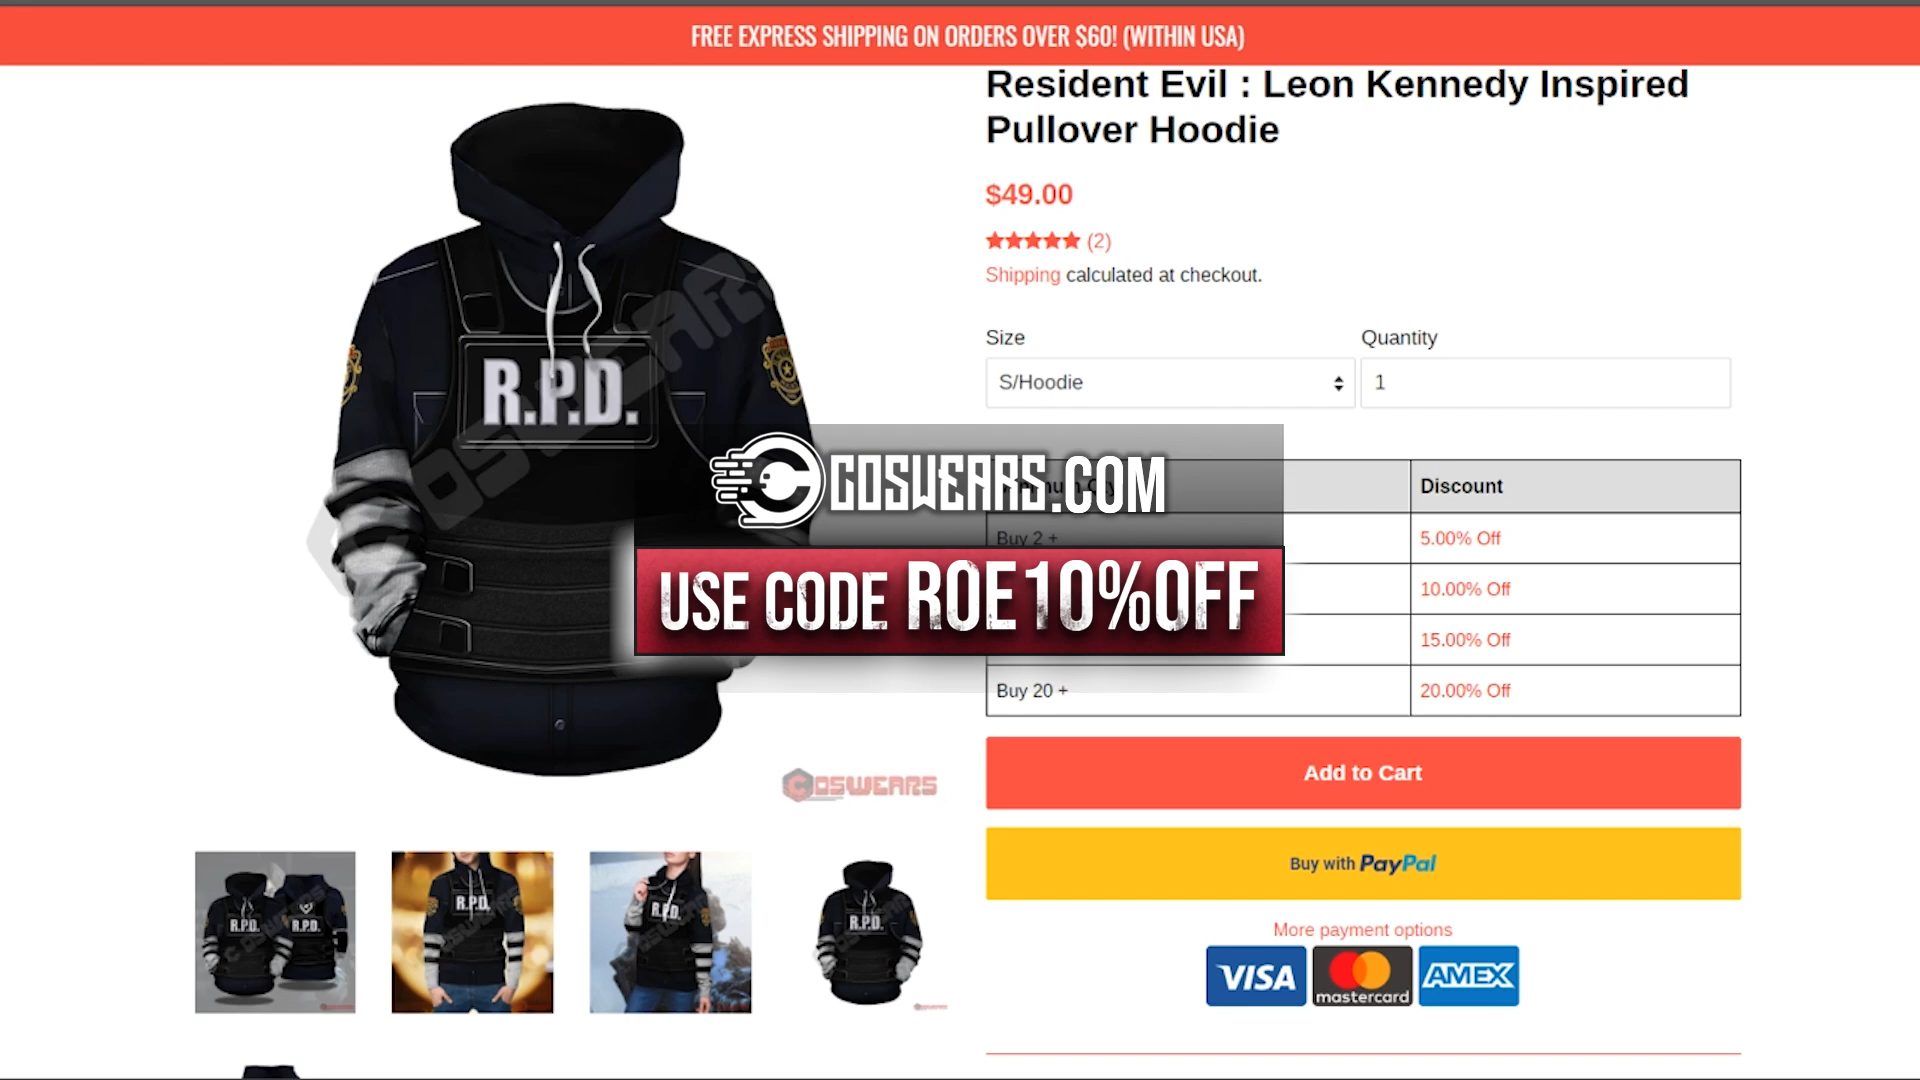 FREE EXPRESS SHIPPING ON ORDERS OVER $60! (WITHIN USA)
Resident Evil : Leon Kennedy Inspired
Pullover Hoodie
$49.00
(2)
Shipping calculated at checkout.
Size
Quantity
S/Hoodie
1
R.P.D.
COSWEARS
COSWEARS.COM
USE CODE ROE10%OFF
Discount
Buy 2 +
5.00% Off
10.00% Off
15.00% Off
Buy 20 +
20.00% Off
COSWEARS
Add to Cart
Buy with PayPal
R.P.D.
R.P.D.
R.P.D.
R.P.D.
R.P.D.
More payment options
VISA
mastercard
AMEX